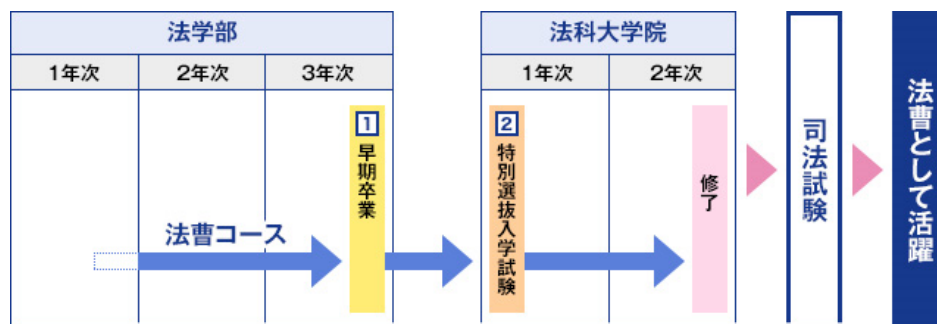 法学部
法科大学院
1年次
2年次
3年次
1年次
2年次
1 早期卒業
2 特別選抜入学試験
修了
法曹コース
司法試験
法曹として活躍